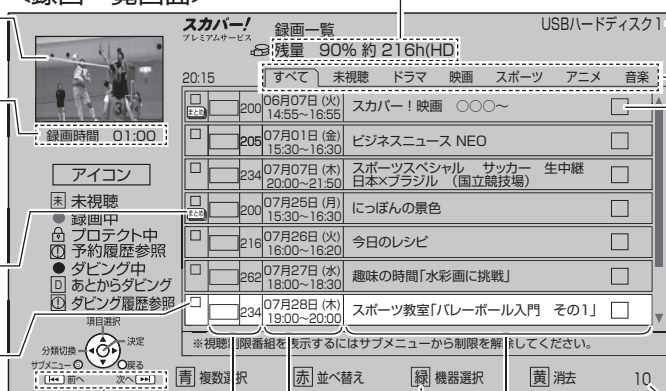 <録画一覧画面>
スカパー!
プレミアムサービス
録画一覧
USBハードディスク1
残量 90% 約 216h(HD
20:15
すべて 未視聴 ドラマ 映画 スポーツ アニメ 音楽
録画時間 01:00
まとめ 200 06月07日 (火) 14:55~16:55 スカパー！映画 ○○○~
205 07月01日 (金) 15:30~16:30 ビジネスニュース NEO
234 07月07日 (木) 20:00~21:50 スポーツスペシャル サッカー 生中継
日本×ブラジル （国立競技場）
まとめ 200 07月25日 (月) 15:30~16:30 にっぽんの景色
216 07月26日 (火) 16:00~16:20 今日のレシピ
262 07月27日 (水) 18:00~18:30 趣味の時間「水彩画に挑戦」
234 07月28日 (木) 19:00~20:00 スポーツ教室「バレーボール入門 その1」
アイコン
未 未視聴
録画中
プロテクト中
予約履歴参照
ダビング中
D あとからダビング
ダビング履歴参照
項目選択
分類切換
決定
サブメニュー S
戻る
前へ 次へ
※視聴制限番組を表示するにはサブメニューから制限を解除してください。
青 複数選択 赤 並べ替え 緑 機器選択 黄 消去 10